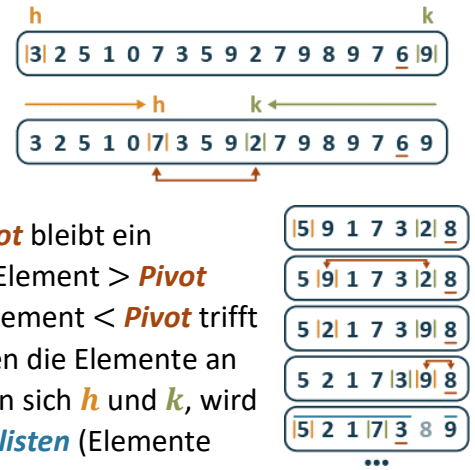 h k
|3| 2 5 1 0 7 3 5 9 2 7 9 8 9 7 6 |9|
h k
3 2 5 1 0 |7| 3 5 9 |2| 7 9 8 9 7 6 9
ot bleibt ein
Element > Pivot
lement < Pivot trifft
en die Elemente an
n sich h und k, wird
listen (Elemente
|5| 9 1 7 3 |2| 8
5 |9| 1 7 3 |2| 8
5 |2| 1 7 3 |9| 8
5 2 1 7 |3| |9| 8
|5| 2 1 |7| 3 8 9
•••